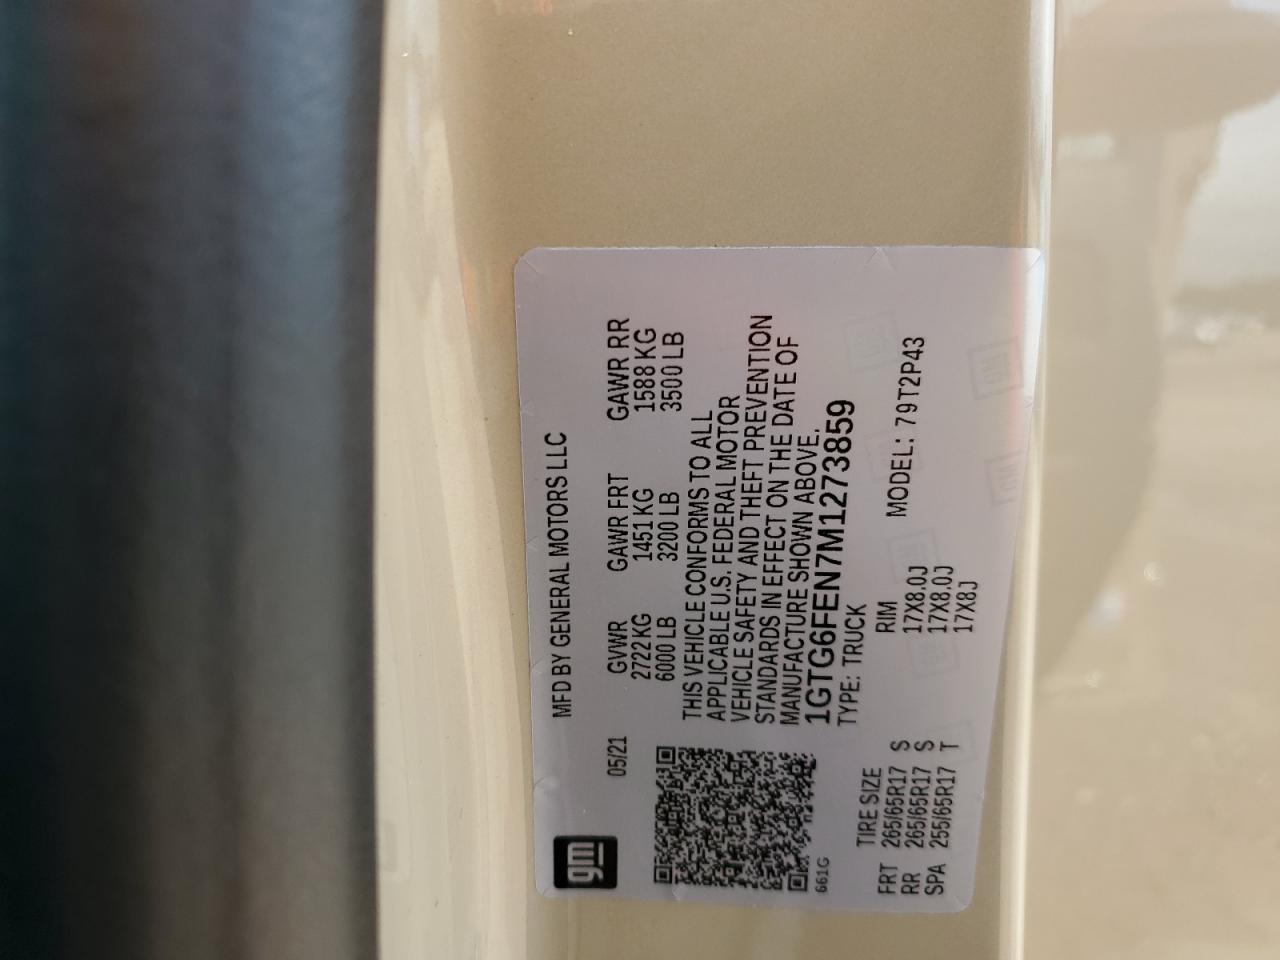 gm
MFD BY GENERAL MOTORS LLC
05/21
GVWR GAWR FRT GAWR RR
2722 KG 1451 KG 1588 KG
6000 LB 3200 LB 3500 LB
THIS VEHICLE CONFORMS TO ALL
APPLICABLE U.S. FEDERAL MOTOR
VEHICLE SAFETY AND THEFT PREVENTION
STANDARDS IN EFFECT ON THE DATE OF
MANUFACTURE SHOWN ABOVE.
1GTG6FEN7M1273859
661G
TYPE: TRUCK
TIRE SIZE RIM MODEL: 79T2P43
FRT 265/65R17 S 17X8.0J
RR 265/65R17 S 17X8.0J
SPA 255/65R17 T 17X8J